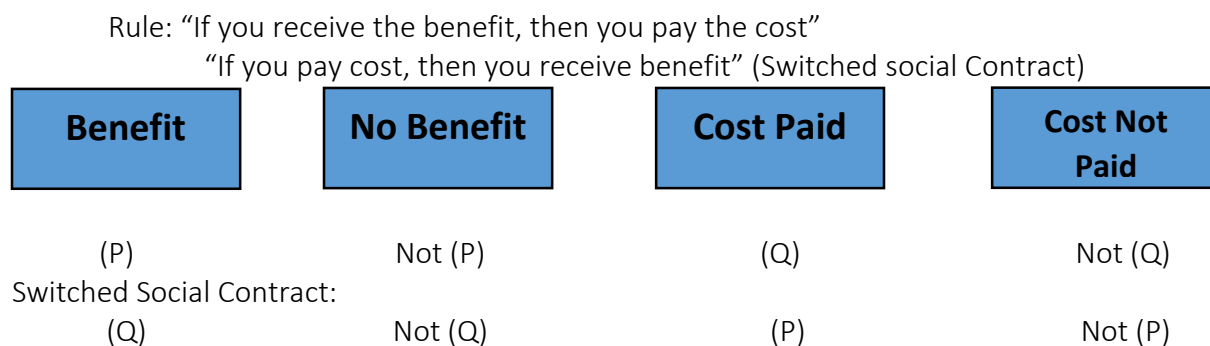 Rule: “If you receive the benefit, then you pay the cost”
“If you pay cost, then you receive benefit” (Switched social Contract)
Benefit No Benefit Cost Paid Cost Not
Paid
(P) Not (P) (Q) Not (Q)
Switched Social Contract:
(Q) Not (Q) (P) Not (P)